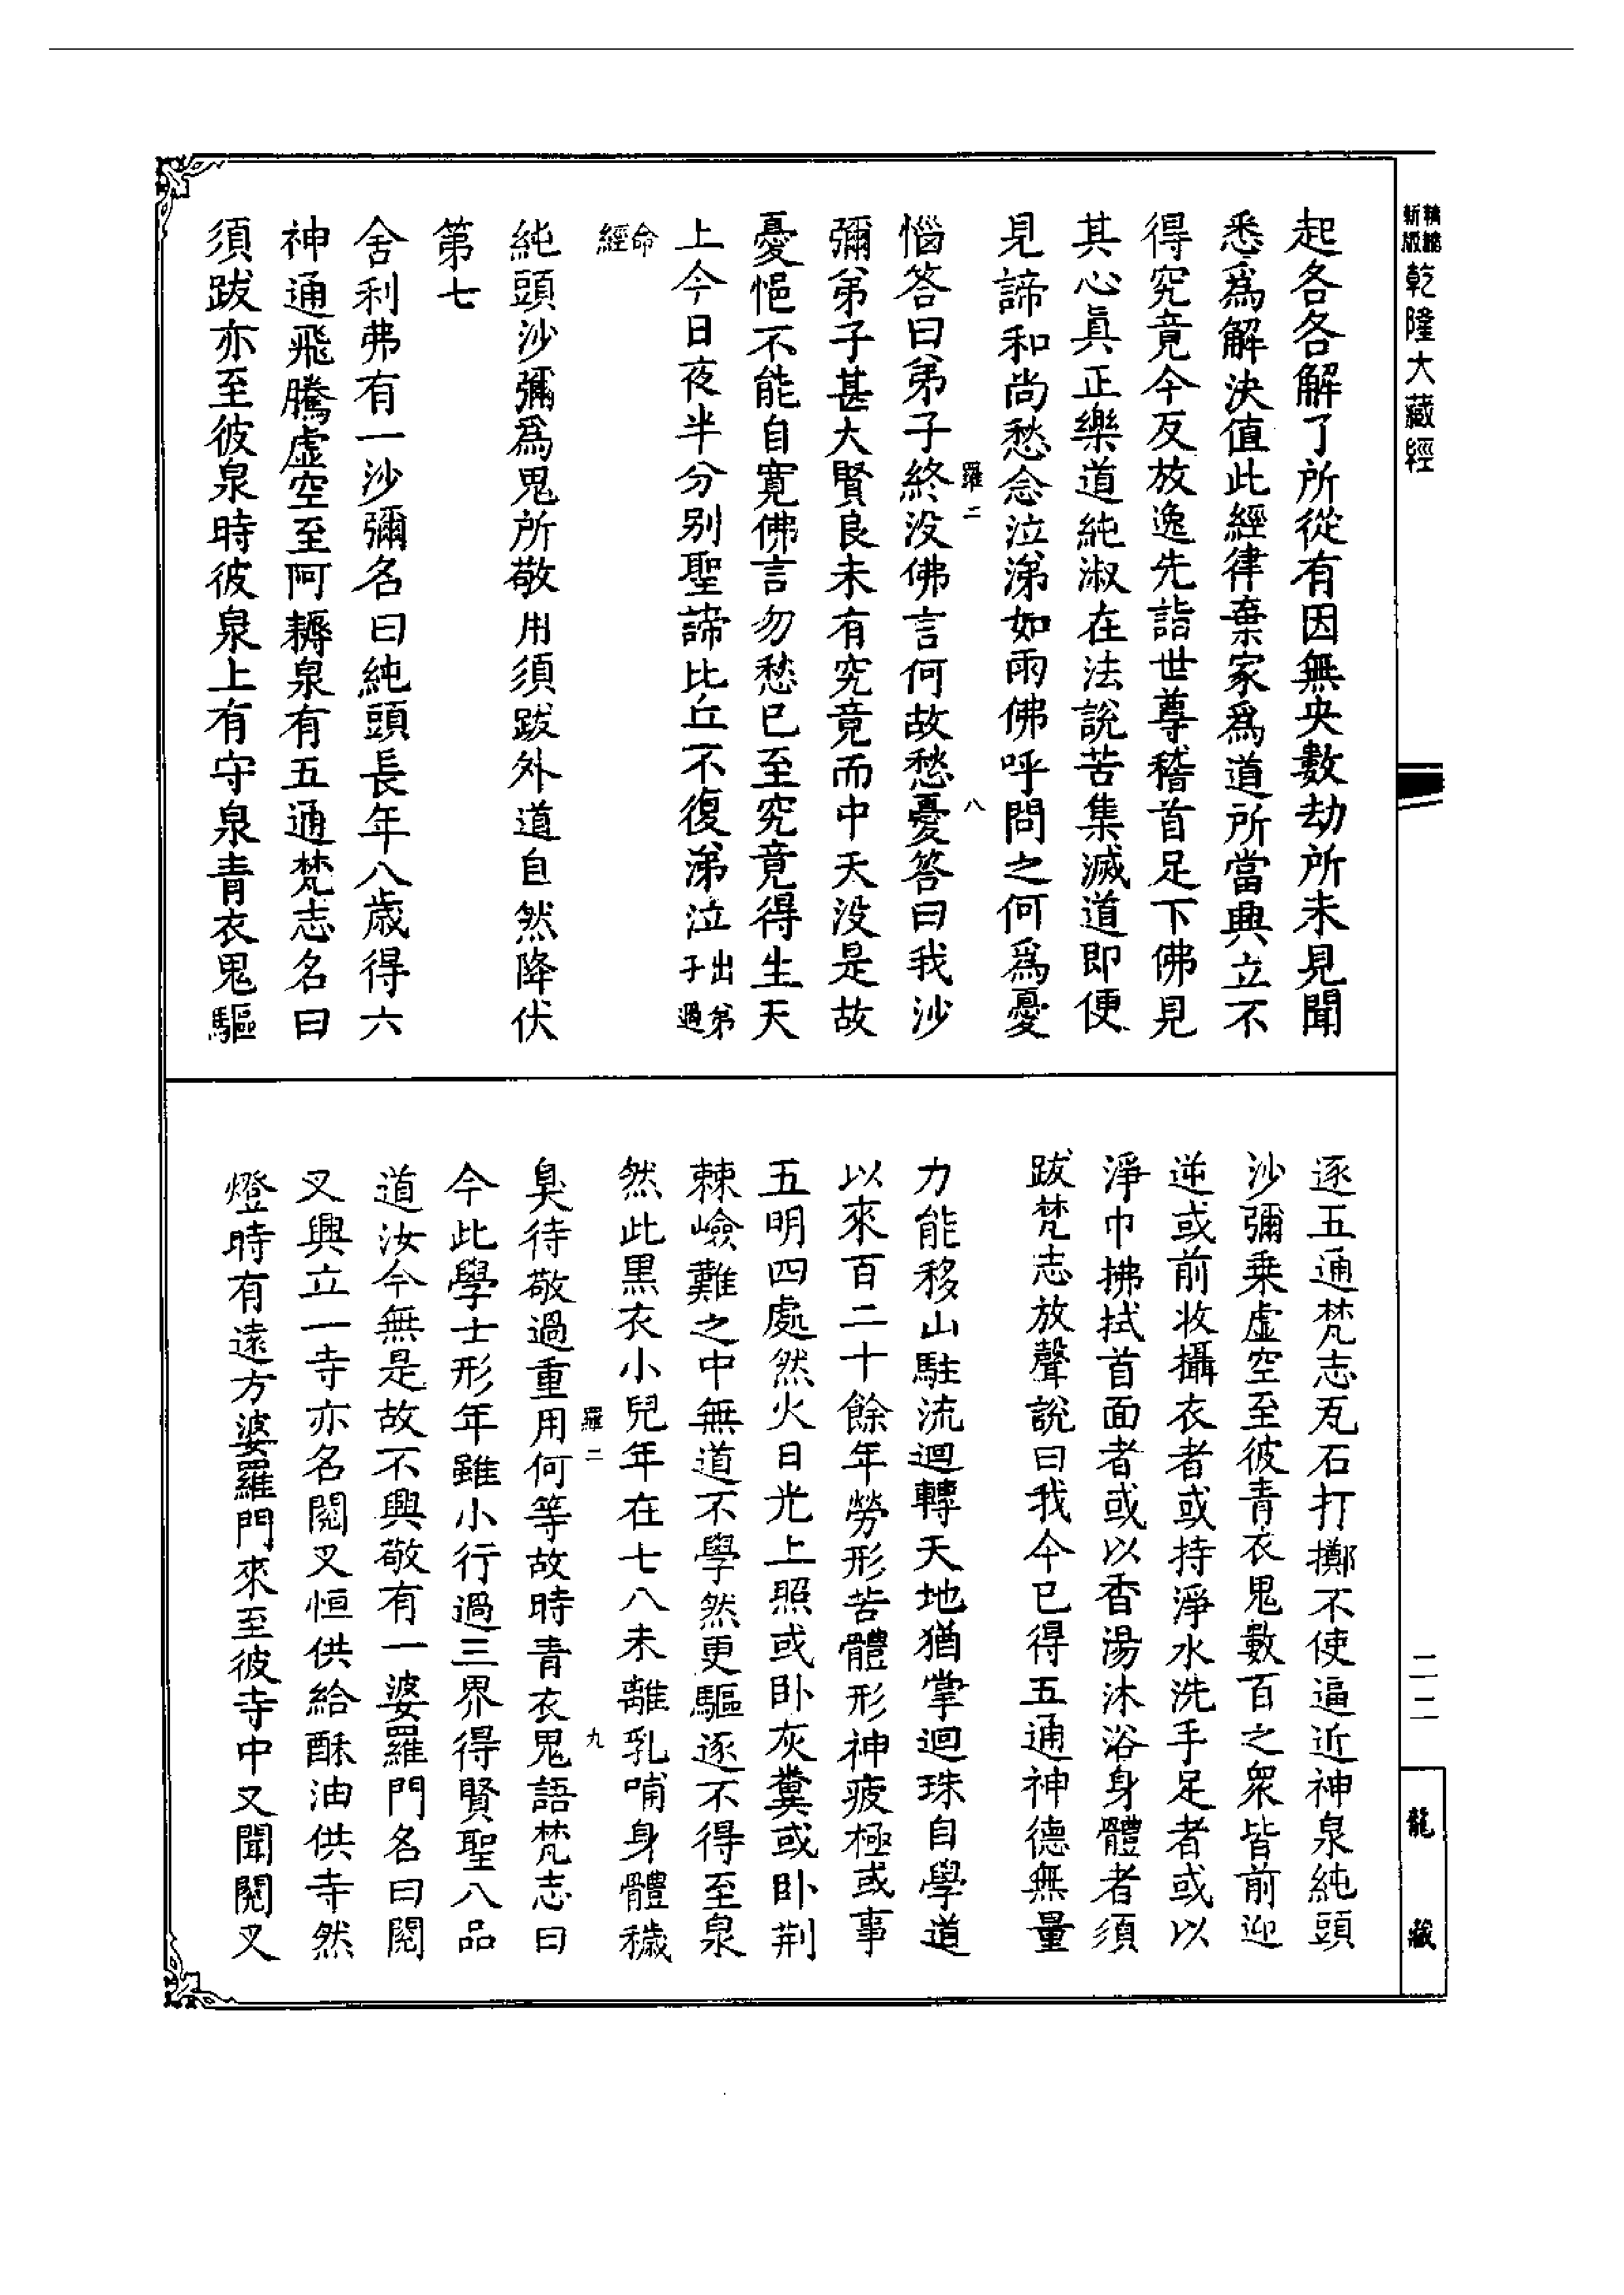 新版 精縮 乾隆大藏經
起各各解了所從有因無央數劫所未見聞
悉爲解決值此經律棄家爲道所當興立不
得究竟今反放逸先詣世尊稽首足下佛見
其心眞正樂道純淑在法說苦集滅道即便
見諦和尚愁念泣涕如雨佛呼問之何爲憂
羅二 八
惱答曰弟子終没佛言何故愁憂答曰我沙
彌弟子甚大賢良未有究竟而中夭没是故
憂悒不能自寬佛言勿愁已至究竟得生天
上今日夜半分别聖諦比丘不復涕泣出弟子過
命經
純頭沙彌爲鬼所敬用須跋外道自然降伏
第七
舍利弗有一沙彌名曰純頭長年八歲得六
神通飛騰虛空至阿耨泉有五通梵志名曰
須跋亦至彼泉時彼泉上有守泉青衣鬼驅
逐五通梵志瓦石打擲不使逼近神泉純頭
沙彌乗虛空至彼青衣鬼數百之衆皆前迎
逆或前收攝衣者或持淨水洗手足者或以
淨巾拂拭首面者或以香湯沐浴身體者須
跋梵志放聲說曰我今已得五通神德無量
力能移山駐流迴轉天地猶掌迴珠自學道
以來百二十餘年勞形苦體形神疲極或事
五明四處然火日光上照或卧灰糞或卧荆
棘嶮難之中無道不學然更驅逐不得至泉
然此黑衣小兒年在七八未離乳哺身體穢
羅二 九
臭待敬過重用何等故時青衣鬼語梵志曰
今此學士形年雖小行過三界得賢聖八品
道汝今無是故不興敬有一婆羅門名曰閱
叉興立一寺亦名閱叉恒供給酥油供寺然
燈時有遠方婆羅門來至彼寺中又聞閱叉
二二
龍藏